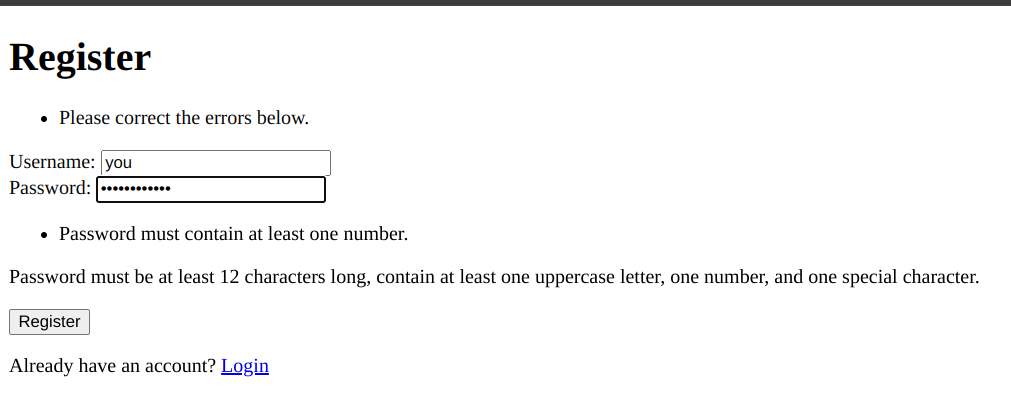 Register
• Please correct the errors below.
Username: you
Password: ••••••••••••
• Password must contain at least one number.
Password must be at least 12 characters long, contain at least one uppercase letter, one number, and one special character.
Register
Already have an account? Login